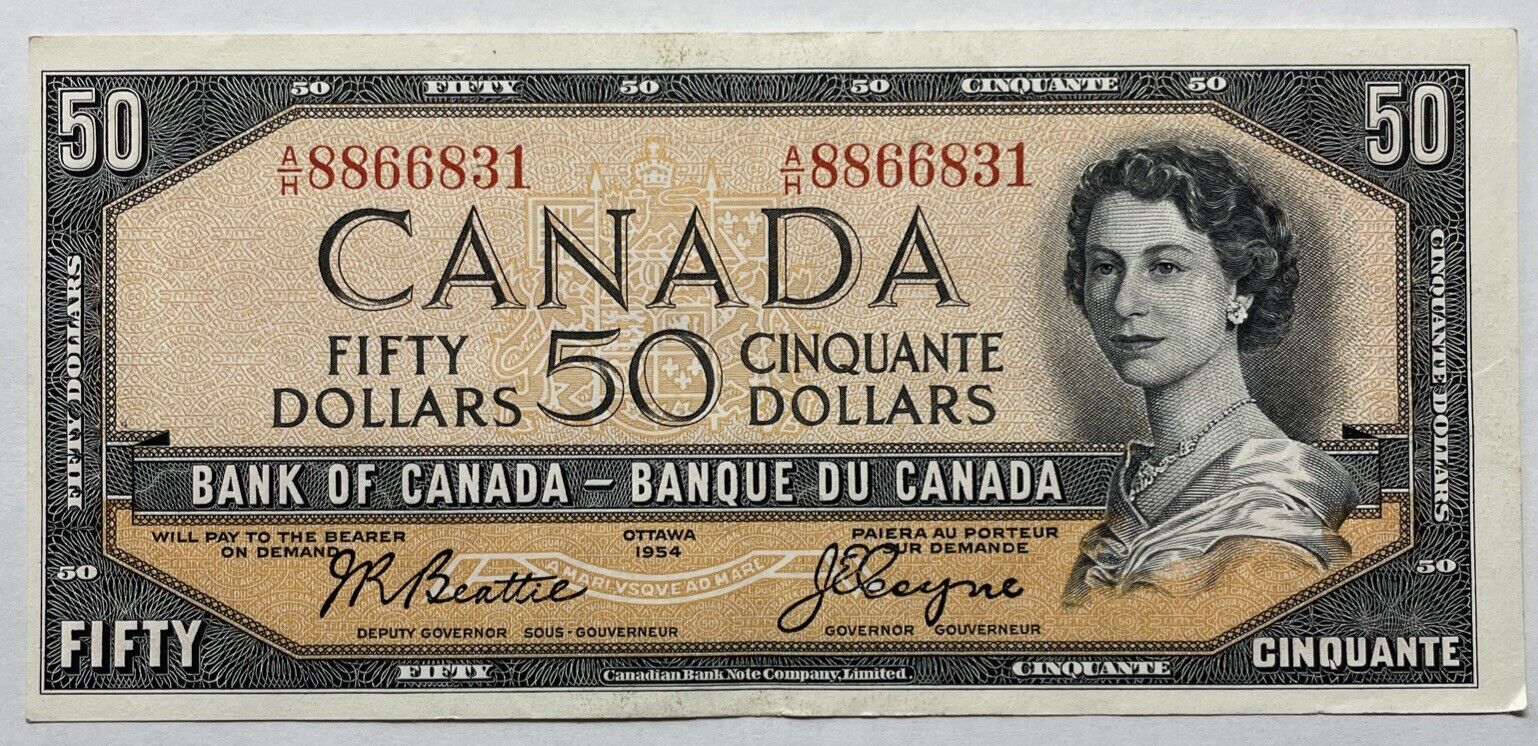 50 FIFTY 50 50 CINQUANTE 50
50 50
A/H 8866831 A/H 8866831
CANADA
FIFTY 50 CINQUANTE
DOLLARS DOLLARS
FIFTY DOLLARS
CINQUANTE DOLLARS
BANK OF CANADA – BANQUE DU CANADA
WILL PAY TO THE BEARER OTTAWA PAIERA AU PORTEUR
ON DEMAND 1954 SUR DEMANDE
A MARI VSQVE AD MARE
50 50
JR Beattie J E Coyne
DEPUTY GOVERNOR SOUS-GOUVERNEUR GOVERNOR GOUVERNEUR
FIFTY CINQUANTE
FIFTY Canadian Bank Note Company, Limited. CINQUANTE